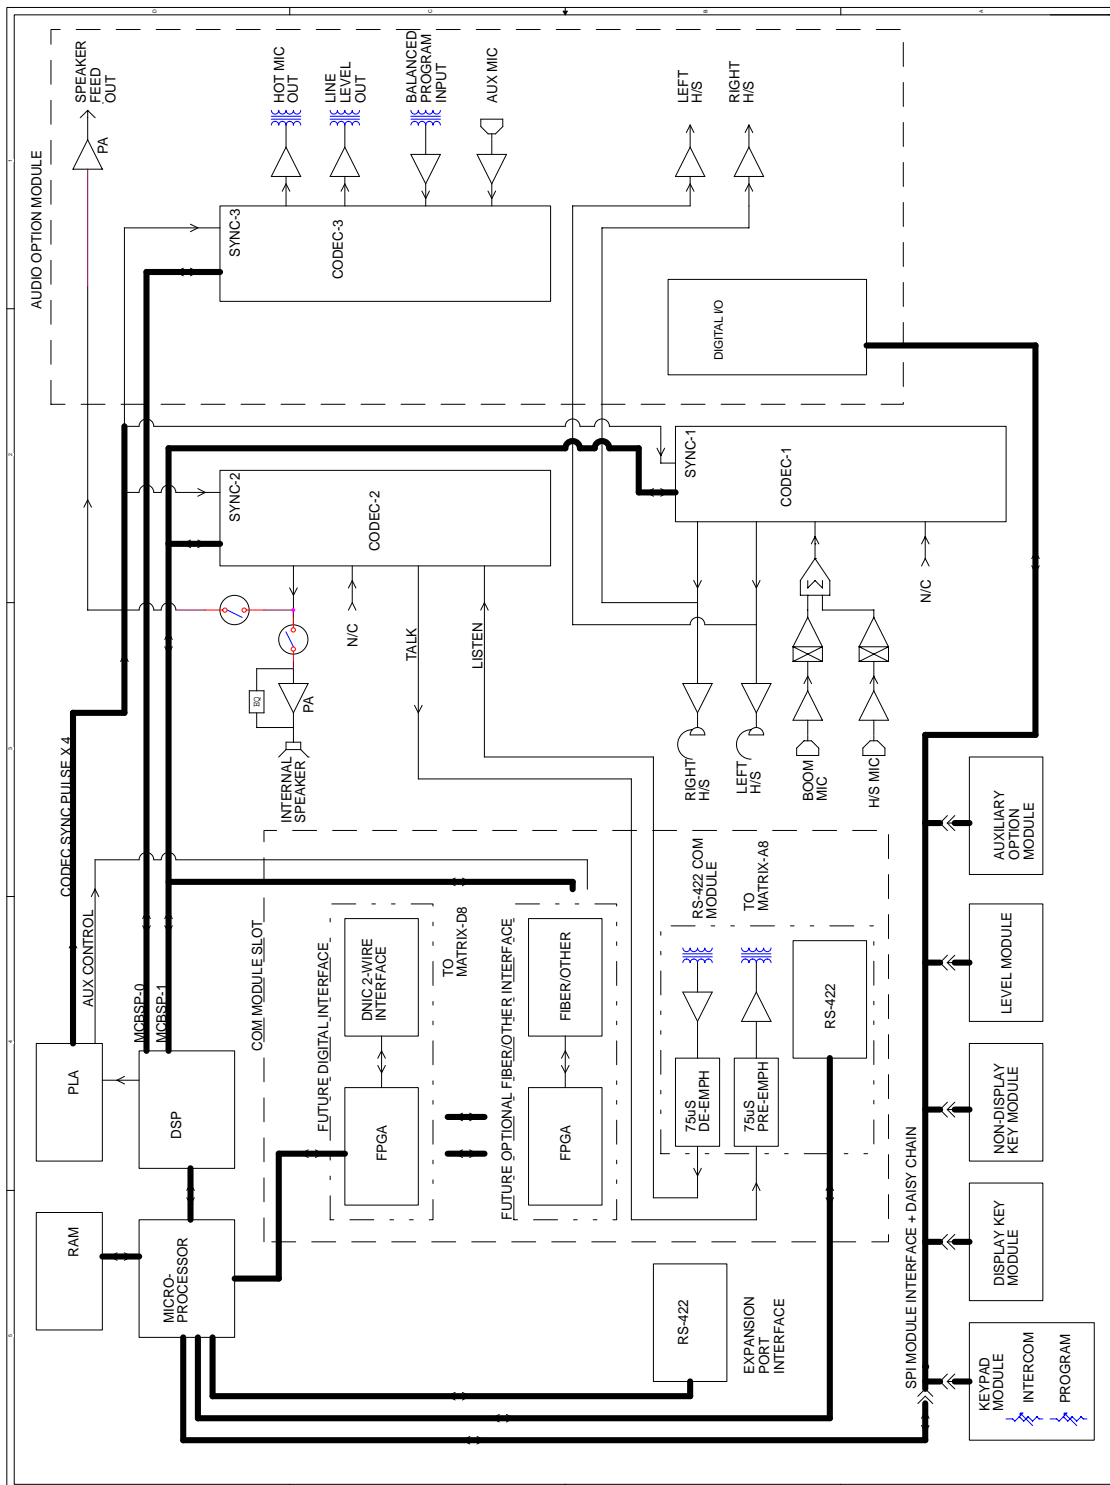 D
C
B
A
1
2
3
4
5
AUDIO OPTION MODULE
SPEAKER
FEED
OUT
PA
HOT MIC
OUT
LINE
LEVEL
OUT
BALANCED
PROGRAM
INPUT
AUX MIC
LEFT
H/S
RIGHT
H/S
SYNC-3
CODEC-3
DIGITAL I/O
SYNC-2
CODEC-2
SYNC-1
CODEC-1
N/C
TALK
LISTEN
N/C
Σ
BQ
PA
INTERNAL
SPEAKER
RIGHT
H/S
LEFT
H/S
BOOM
MIC
H/S MIC
CODEC SYNC PULSE X 4
AUX CONTROL
MCBSP-0
MCBSP-1
COM MODULE SLOT
FUTURE DIGITAL INTERFACE
DNIC 2-WIRE
INTERFACE
FPGA
TO
MATRIX-D8
FUTURE OPTIONAL FIBER/OTHER INTERFACE
FIBER/OTHER
FPGA
RS-422 COM
MODULE
TO
MATRIX-A8
75uS
DE-EMPH
75uS
PRE-EMPH
RS-422
PLA
DSP
RAM
MICRO-
PROCESSOR
RS-422
EXPANSION
PORT
INTERFACE
SPI MODULE INTERFACE + DAISY CHAIN
AUXILIARY
OPTION
MODULE
LEVEL MODULE
NON-DISPLAY
KEY MODULE
DISPLAY KEY
MODULE
KEYPAD
MODULE
INTERCOM
PROGRAM